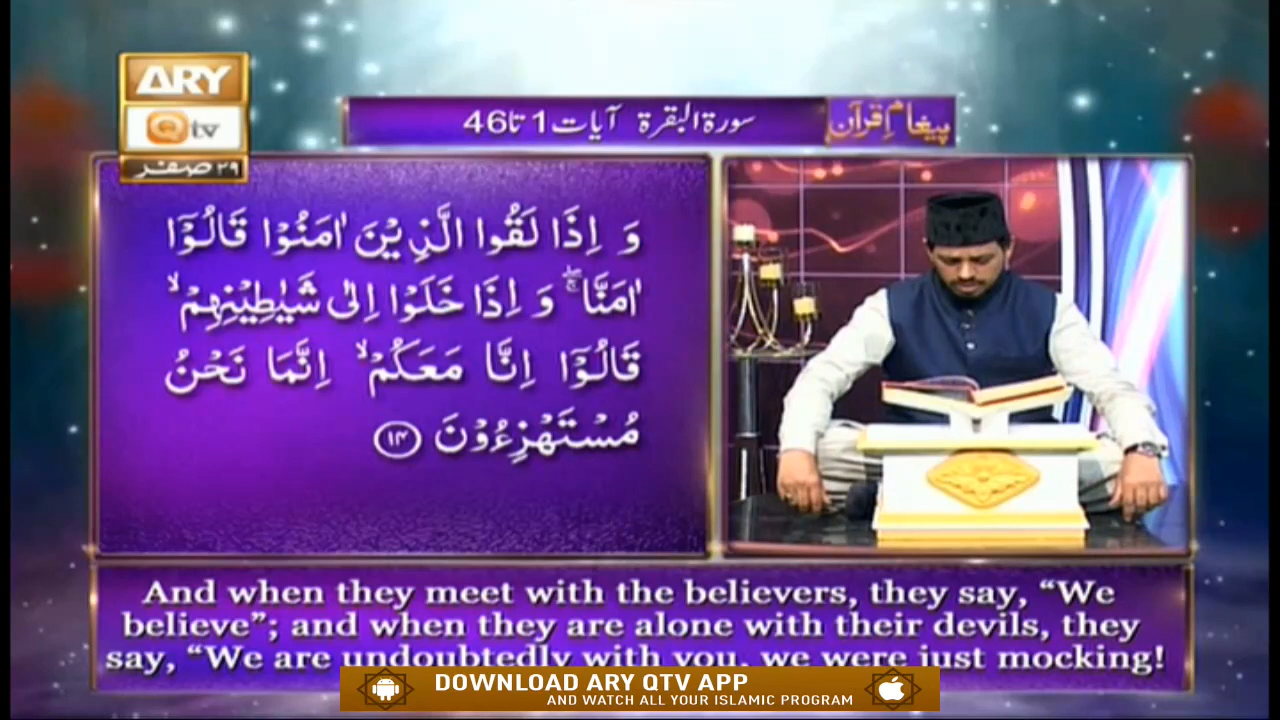 ARY
Qtv
۲۹ صفر
سورۃ البقرۃ آیات 1 تا 46
پیغامِ قرآن
وَ اِذَا لَقُوا الَّذِیْنَ اٰمَنُوْا قَالُوْۤا
اٰمَنَّا ۖۚ وَ اِذَا خَلَوْا اِلٰی شَیٰطِیْنِهِمْ ۙ
قَالُوْۤا اِنَّا مَعَكُمْ ۙ اِنَّمَا نَحْنُ
مُسْتَهْزِءُوْنَ ﴿۱۴﴾
And when they meet with the believers, they say, “We
believe”; and when they are alone with their devils, they
say, “We are undoubtedly with you, we were just mocking!
DOWNLOAD ARY QTV APP
AND WATCH ALL YOUR ISLAMIC PROGRAM